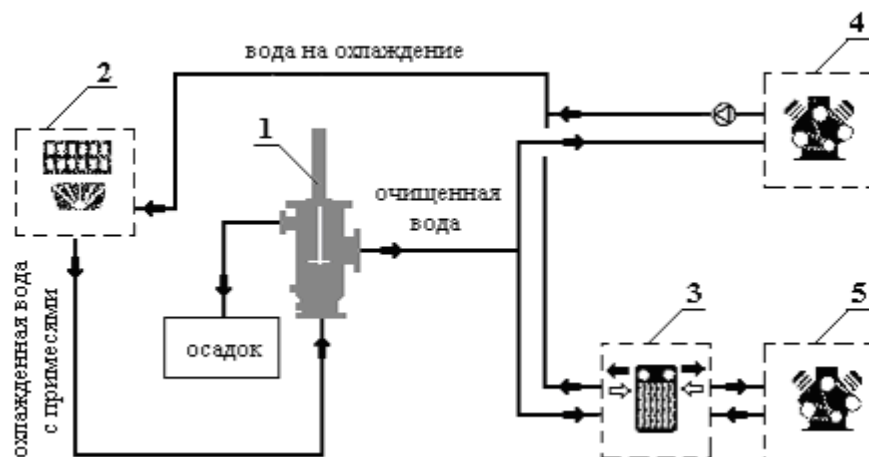 4
вода на охлаждение
2
1
очищенная
вода
охлажденная вода
с примесями
осадок
3
5